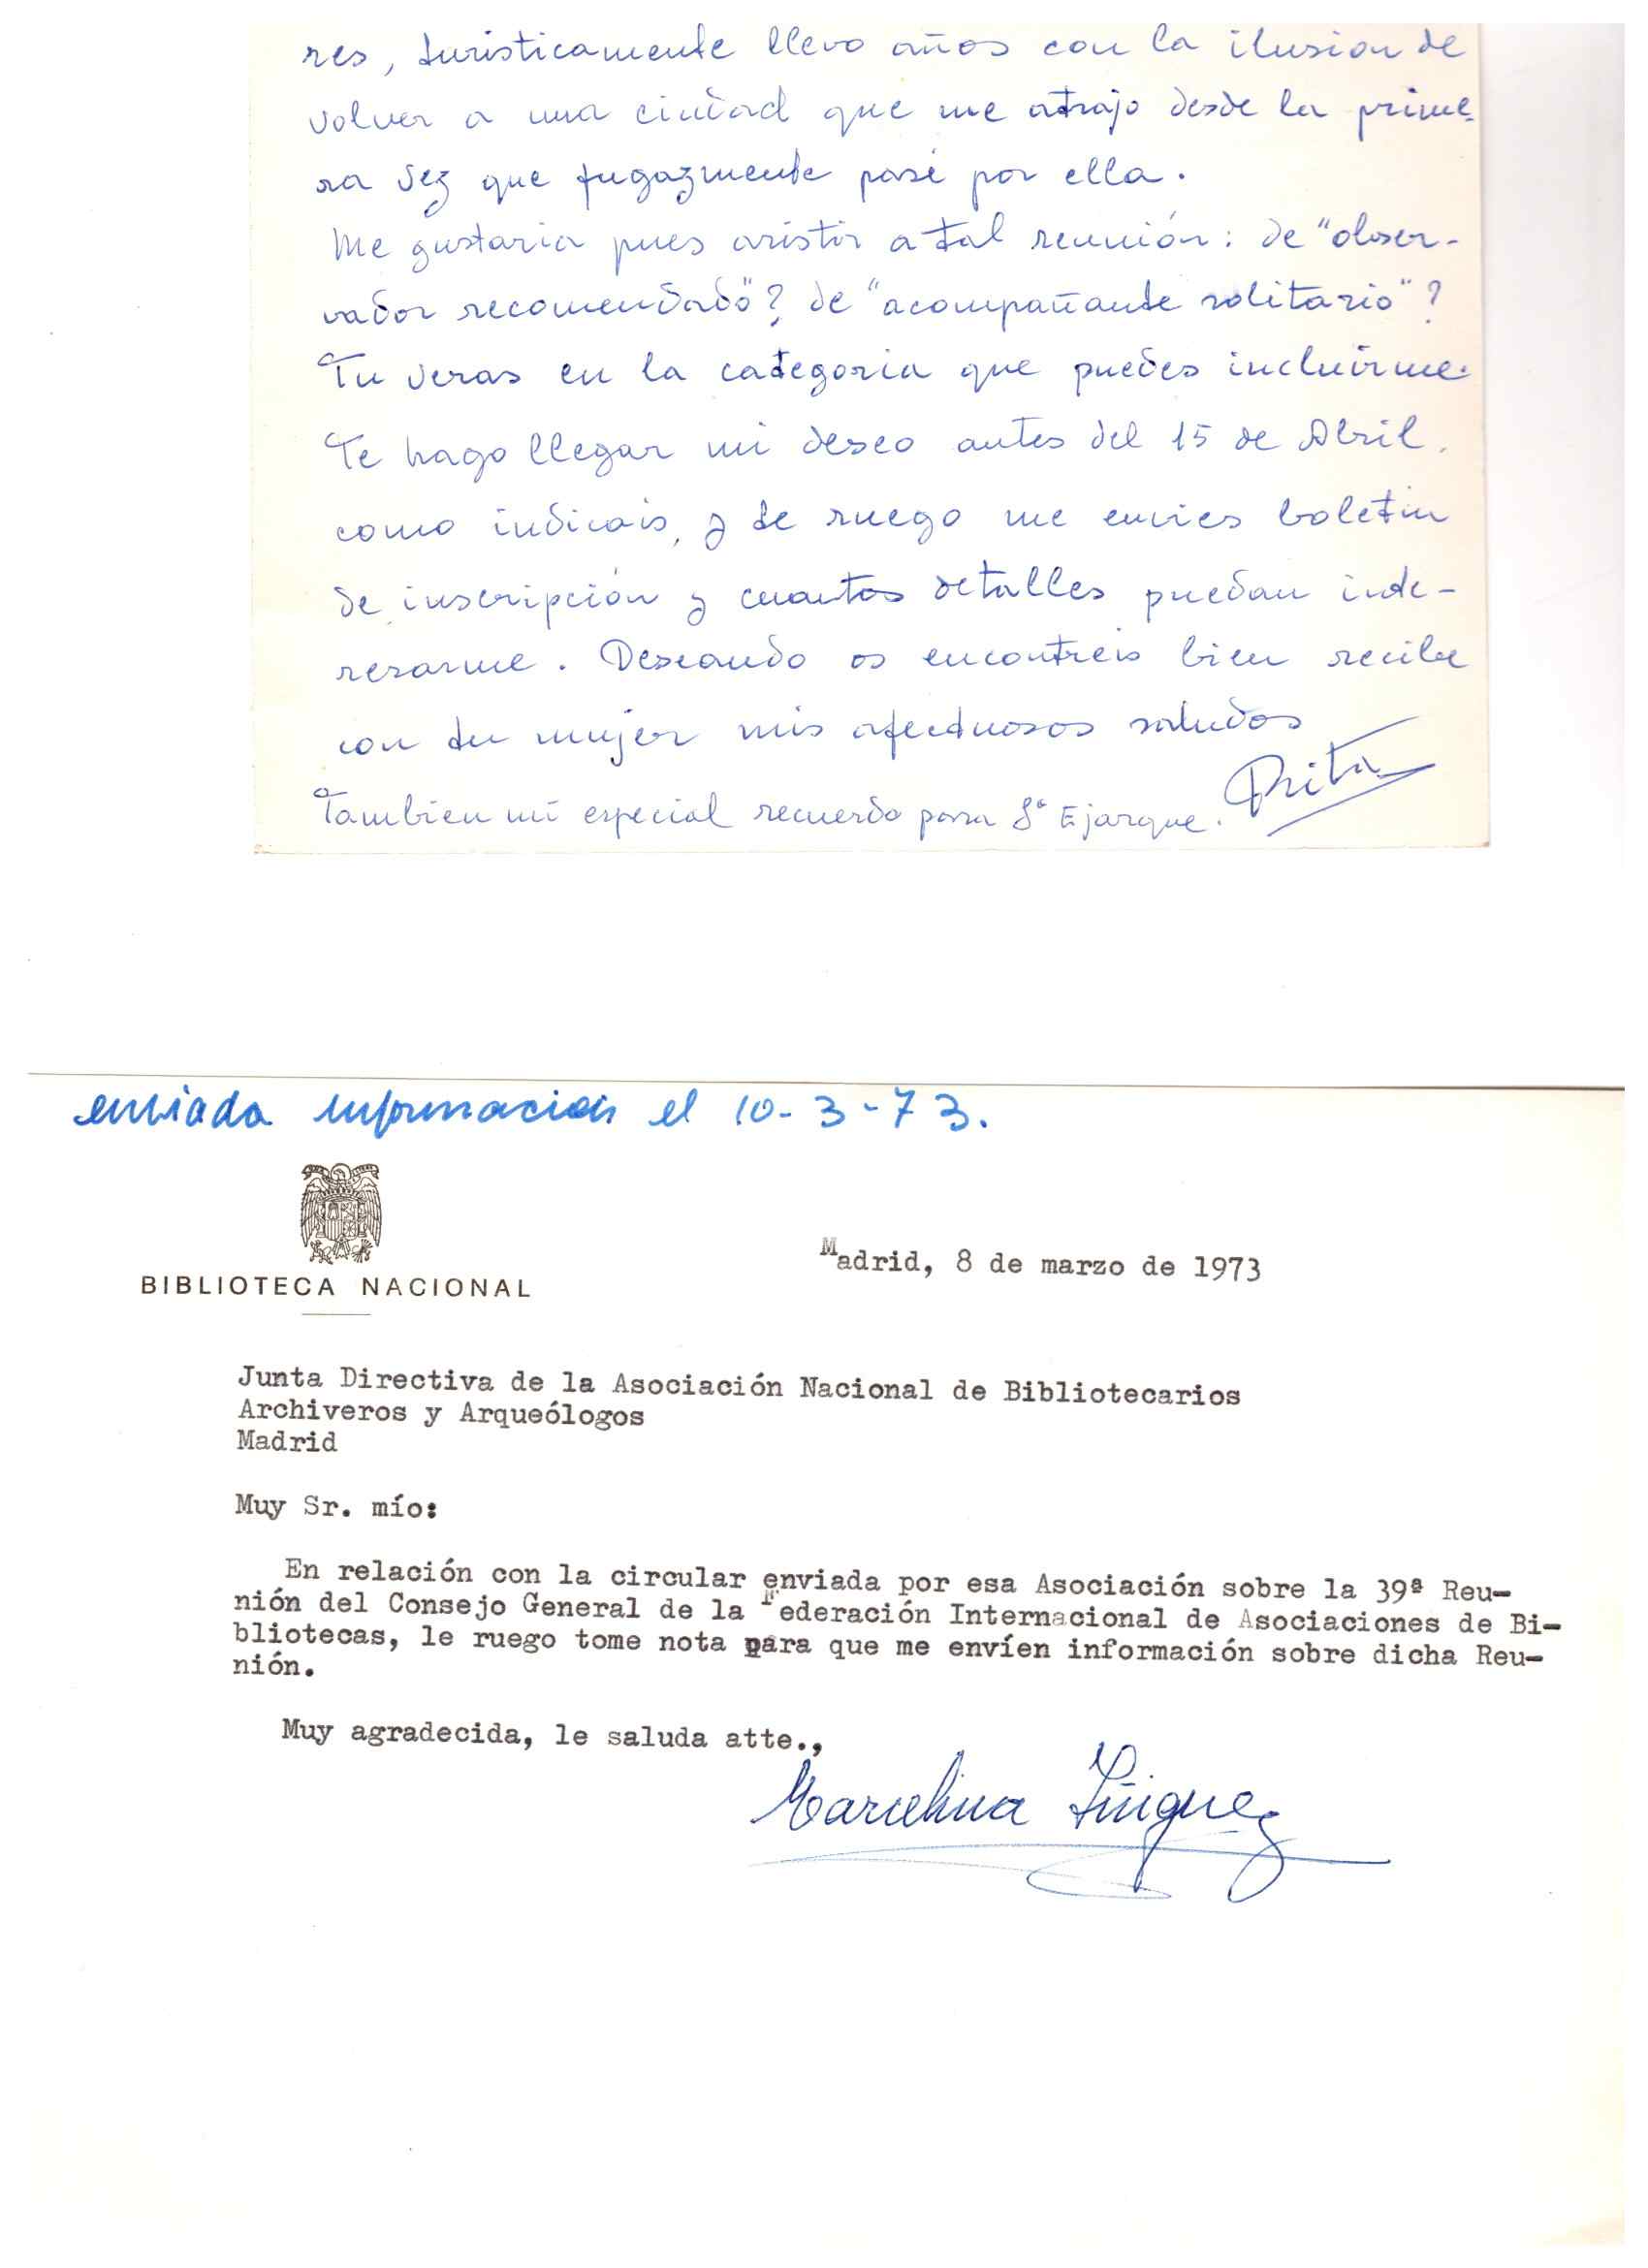 res, turisticamente llevo años con la ilusion de
volver a una ciudad que me atrajo desde la prime-
ra vez que fugazmente pasé por ella.
Me gustaria pues asistir a tal reunión: de "obser-
vador recomendado"? de "acompañante solitario"?
Tu veras en la categoria que puedes incluirme.
Te hago llegar mi deseo antes del 15 de Abril,
como indicais, y te ruego me envies boletin
de inscripción y cuantos detalles puedan inte-
resarme. Deseando os encontreis bien recibe
con tu mujer mis afectuosos saludos
Rita
Tambien mi especial recuerdo para Sª Ejarque.
enviada información el 10-3-73.
BIBLIOTECA NACIONAL
Madrid, 8 de marzo de 1973
Junta Directiva de la Asociación Nacional de Bibliotecarios
Archiveros y Arqueólogos
Madrid
Muy Sr. mío:
En relación con la circular enviada por esa Asociación sobre la 39ª Reu-
nión del Consejo General de la Federación Internacional de Asociaciones de Bi-
bliotecas, le ruego tome nota para que me envíen información sobre dicha Reu-
nión.
Muy agradecida, le saluda atte.,
Marcelina Íñiguez